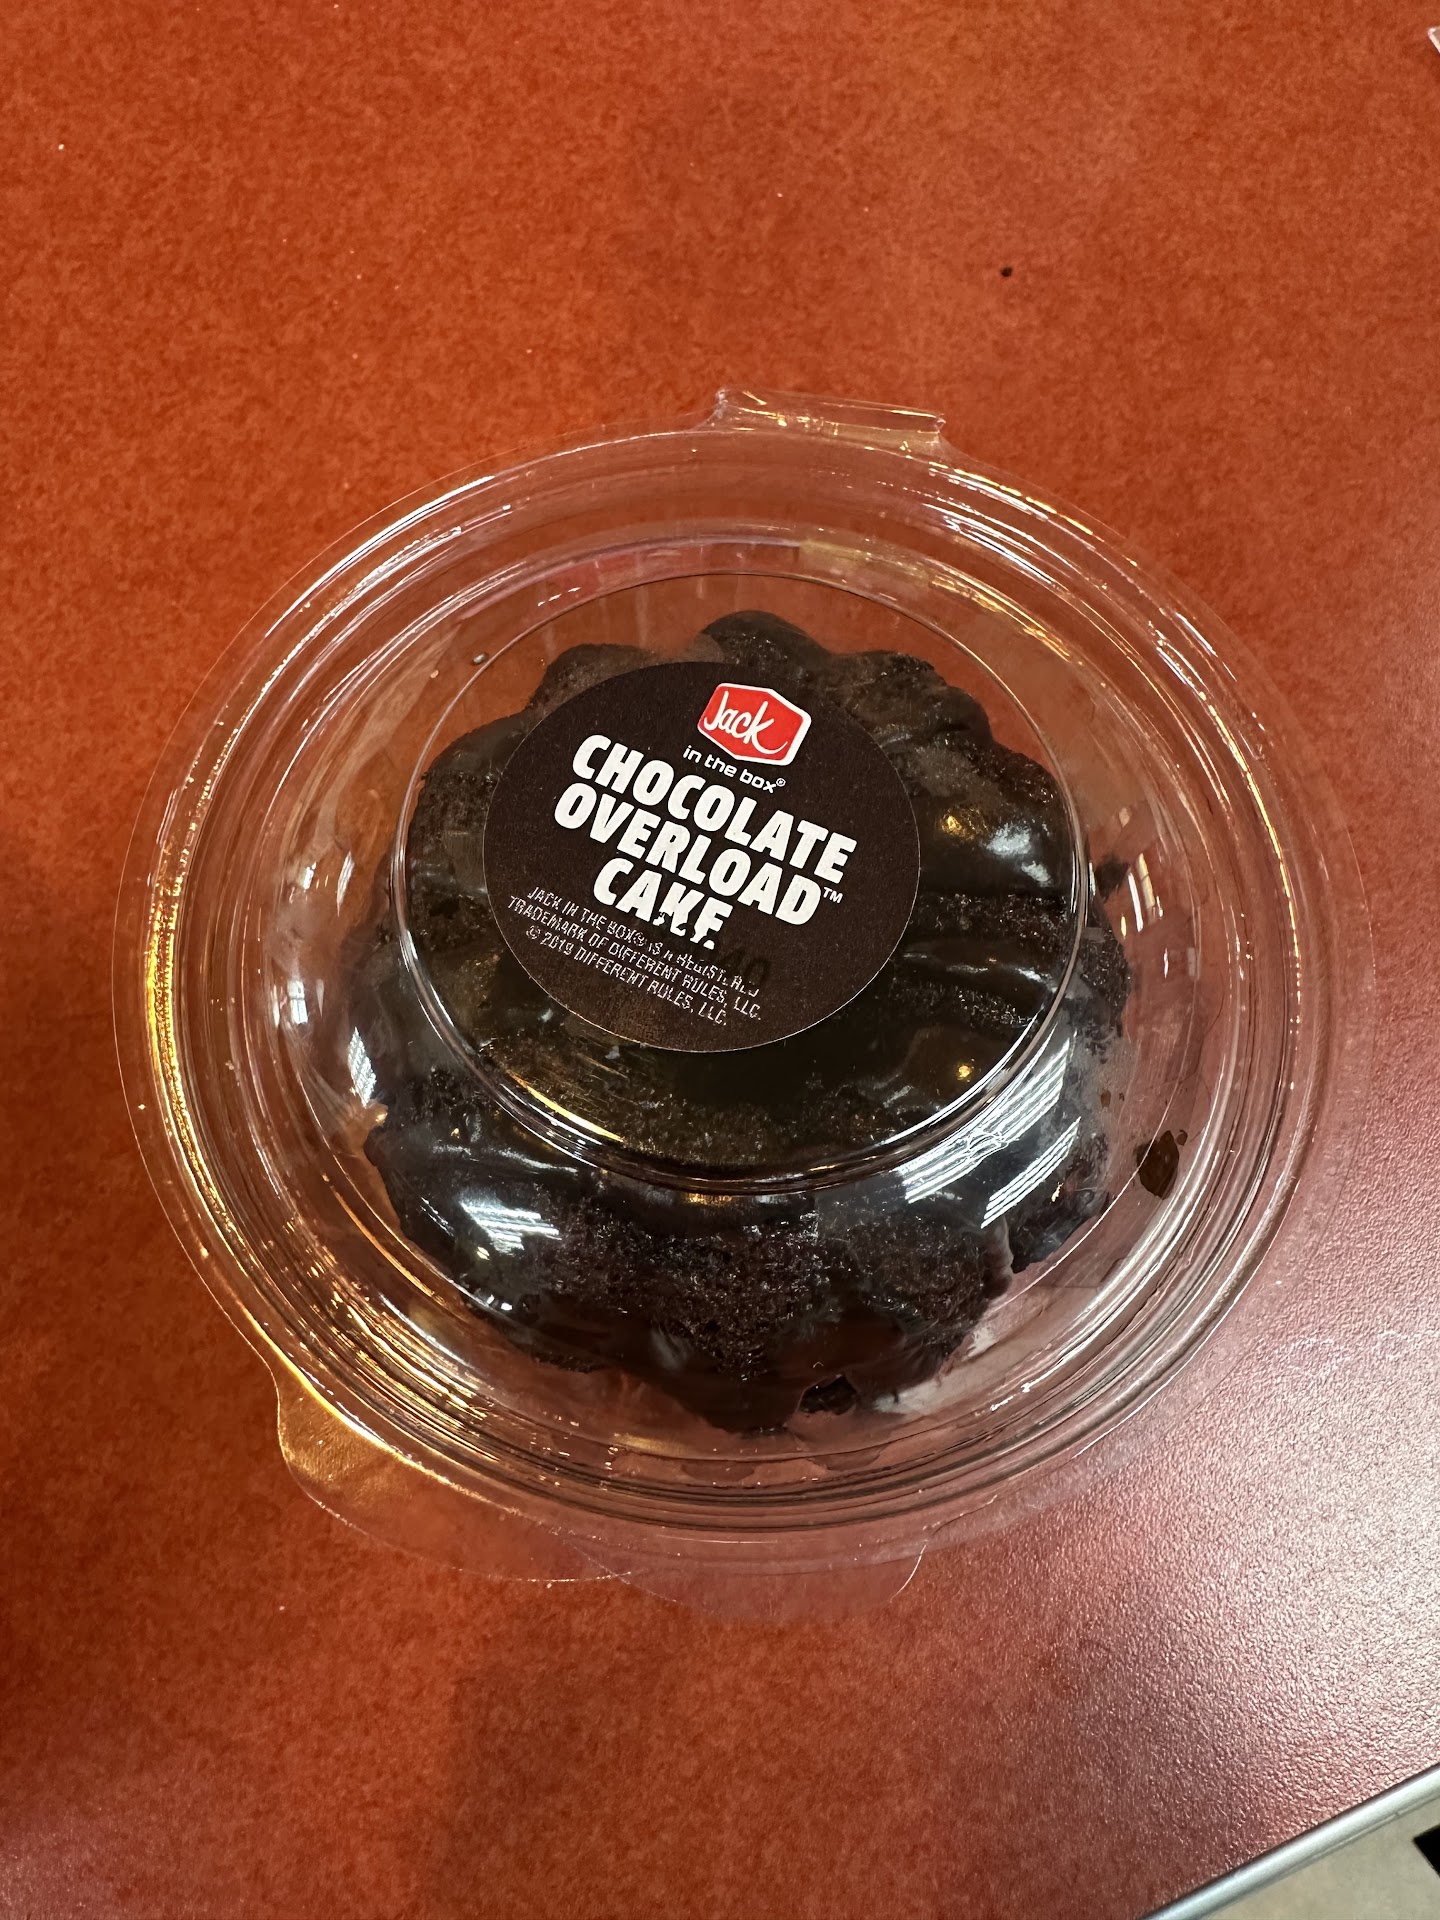 Jack
in the box®
CHOCOLATE
OVERLOAD™
CAKE
JACK IN THE BOX® IS A REGISTERED
TRADEMARK OF DIFFERENT RULES, LLC.
© 2019 DIFFERENT RULES, LLC.